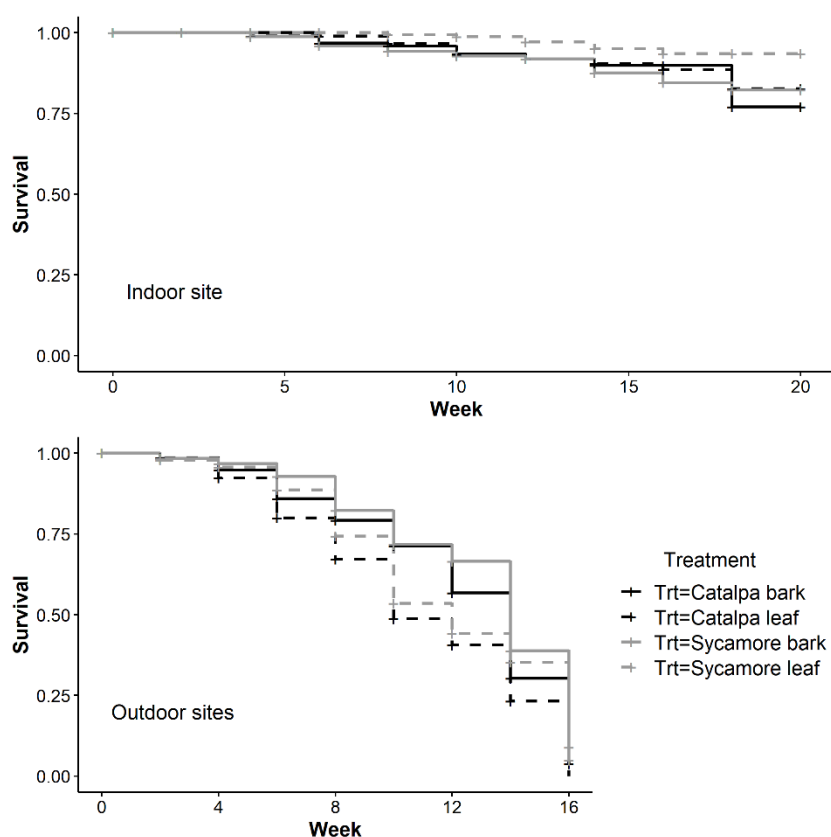 1.00
0.75
0.50
0.25
0.00
Survival
Indoor site
0 5 10 15 20
Week
1.00
0.75
0.50
0.25
0.00
Survival
Outdoor sites
0 4 8 12 16
Week
Treatment
Trt=Catalpa bark
Trt=Catalpa leaf
Trt=Sycamore bark
Trt=Sycamore leaf